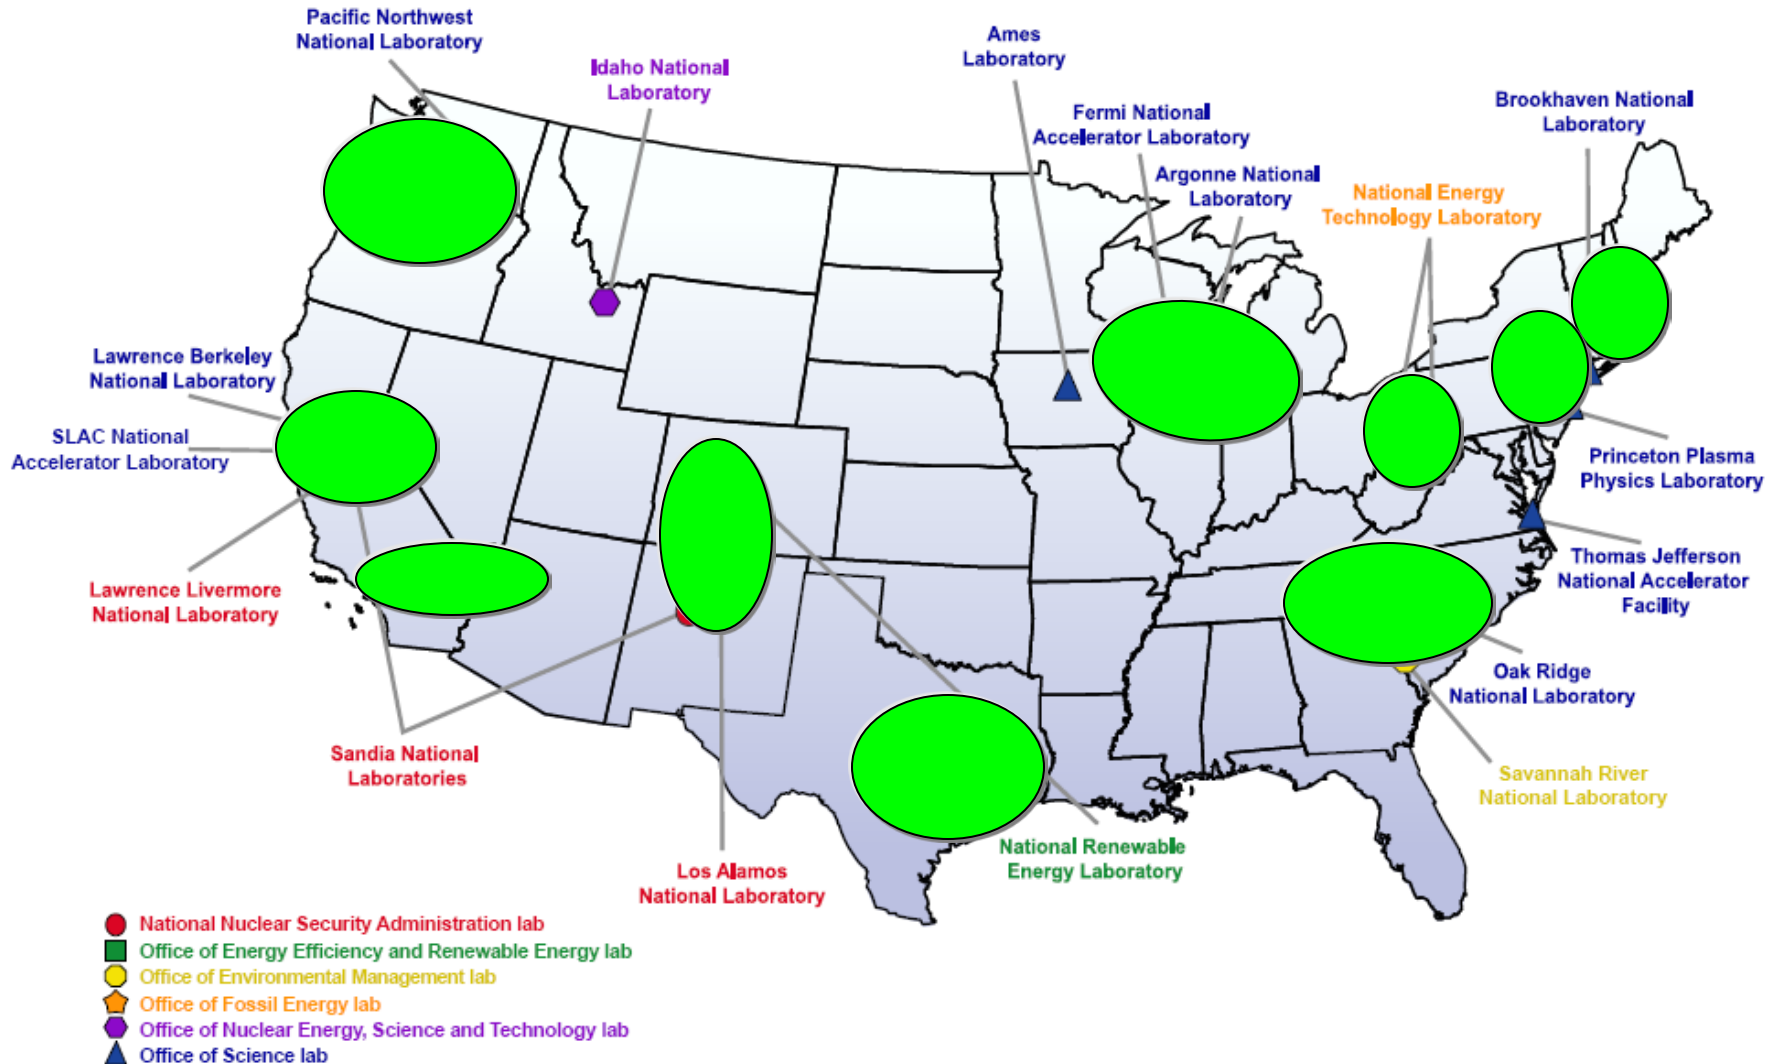 Pacific Northwest
National Laboratory
Idaho National
Laboratory
Ames
Laboratory
Fermi National
Accelerator Laboratory
Argonne National
Laboratory
Brookhaven National
Laboratory
National Energy
Technology Laboratory
Lawrence Berkeley
National Laboratory
SLAC National
Accelerator Laboratory
Lawrence Livermore
National Laboratory
Sandia National
Laboratories
Los Alamos
National Laboratory
National Renewable
Energy Laboratory
Princeton Plasma
Physics Laboratory
Thomas Jefferson
National Accelerator
Facility
Oak Ridge
National Laboratory
Savannah River
National Laboratory
National Nuclear Security Administration lab
Office of Energy Efficiency and Renewable Energy lab
Office of Environmental Management lab
Office of Fossil Energy lab
Office of Nuclear Energy, Science and Technology lab
Office of Science lab